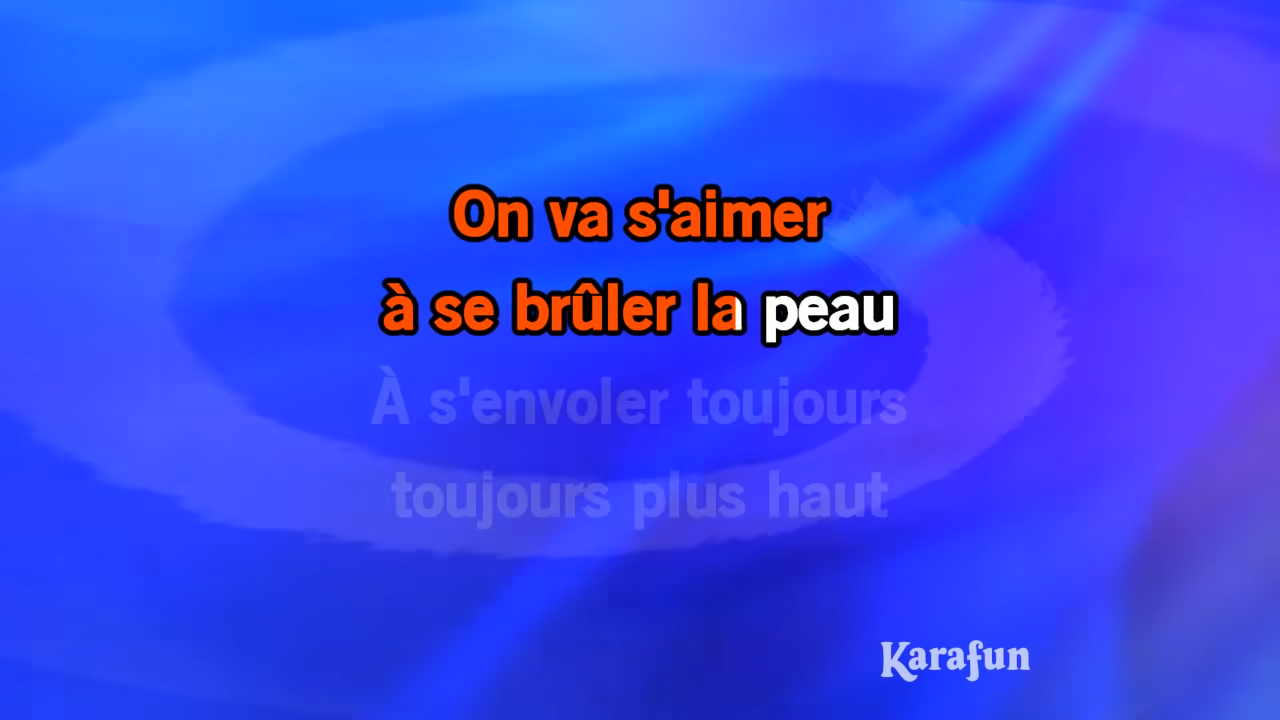 On va s'aimer
à se brûler la peau
À s'envoler toujours
toujours plus haut
Karafun